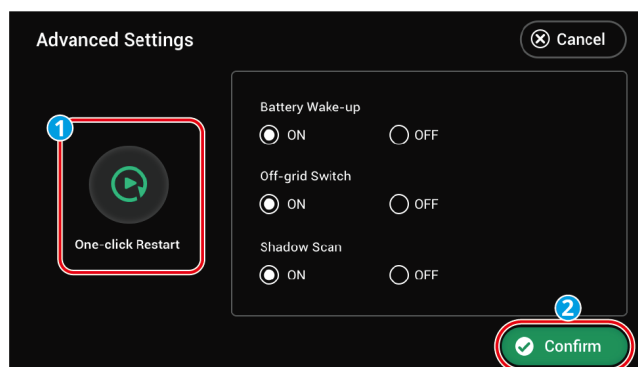 Advanced Settings
Cancel
1
One-click Restart
Battery Wake-up
ON OFF
Off-grid Switch
ON OFF
Shadow Scan
ON OFF
2
Confirm